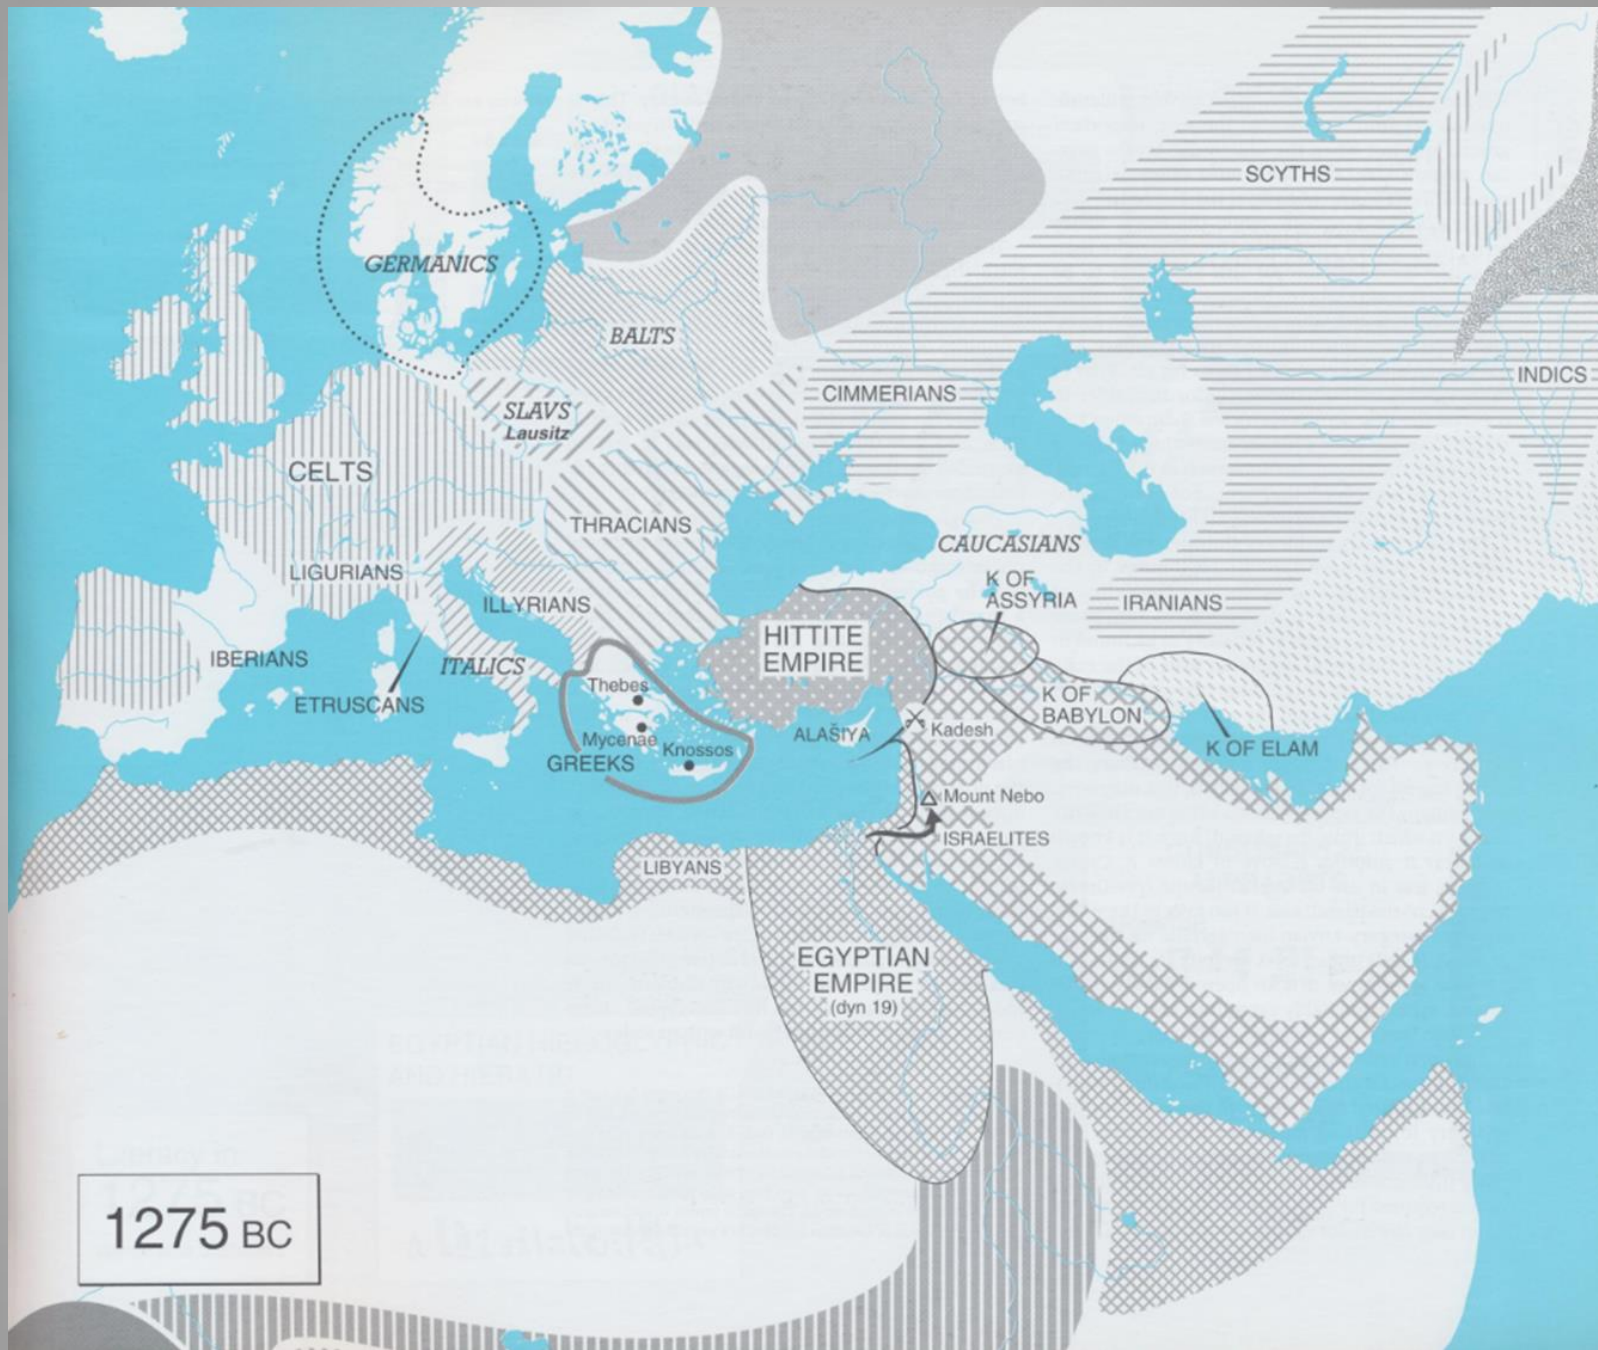 SCYTHS
GERMANICS
BALTS
INDICS
CIMMERIANS
SLAVS
Lausitz
CELTS
THRACIANS
CAUCASIANS
LIGURIANS
K OF
ASSYRIA
IRANIANS
ILLYRIANS
HITTITE
EMPIRE
IBERIANS
ITALICS
Thebes
ETRUSCANS
K OF
BABYLON
Mycenae
Knossos
ALAŠIYA
Kadesh
K OF ELAM
GREEKS
Mount Nebo
ISRAELITES
LIBYANS
EGYPTIAN
EMPIRE
(dyn 19)
1275 BC